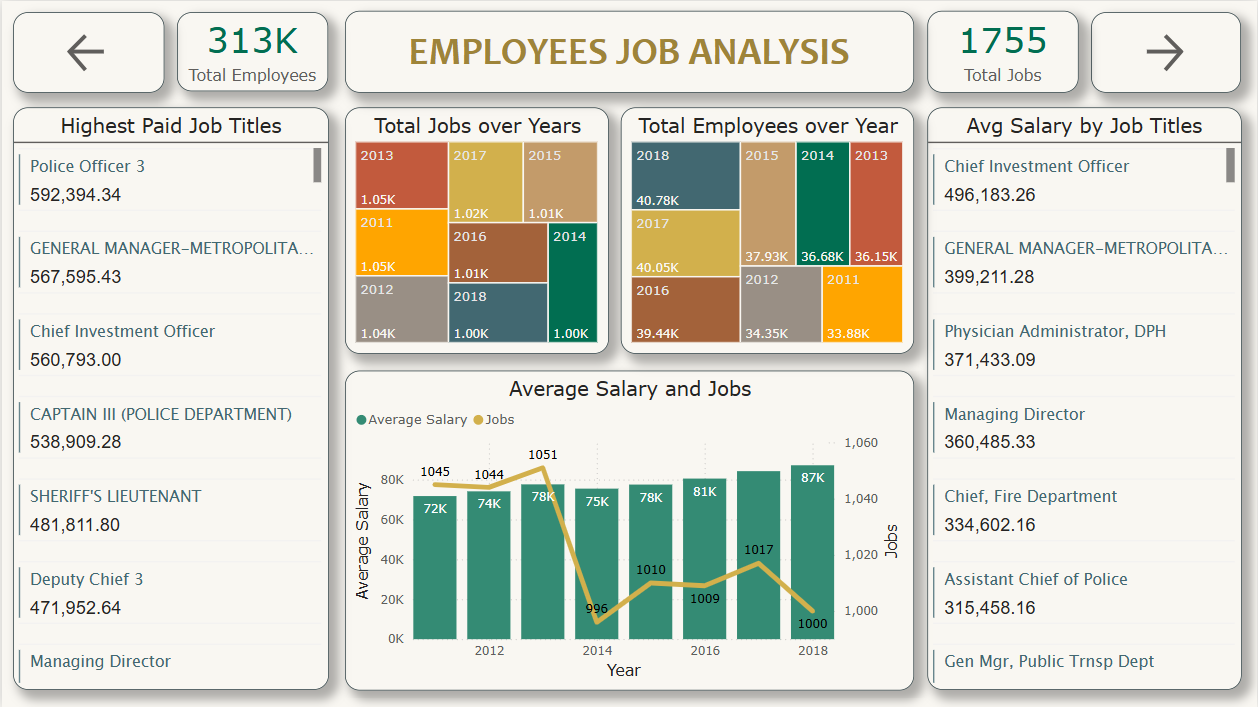 313K
Total Employees
EMPLOYEES JOB ANALYSIS
1755
Total Jobs
Highest Paid Job Titles
Police Officer 3
592,394.34
GENERAL MANAGER-METROPOLITA...
567,595.43
Chief Investment Officer
560,793.00
CAPTAIN III (POLICE DEPARTMENT)
538,909.28
SHERIFF'S LIEUTENANT
481,811.80
Deputy Chief 3
471,952.64
Managing Director
Total Jobs over Years
2013
1.05K
2011
1.05K
2012
1.04K
2017
1.02K
2015
1.01K
2016
1.01K
2018
1.00K
2014
1.00K
Total Employees over Year
2018
40.78K
2017
40.05K
2016
39.44K
2015
37.93K
2014
36.68K
2013
36.15K
2012
34.35K
2011
33.88K
Average Salary and Jobs
Average Salary Jobs
Average Salary
80K
60K
40K
20K
0K
1045
1044
1051
996
1010
1009
1017
1000
72K
74K
78K
75K
78K
81K
87K
1,060
1,040
1,020
1,000
Jobs
2012 2014 2016 2018
Year
Avg Salary by Job Titles
Chief Investment Officer
496,183.26
GENERAL MANAGER-METROPOLITA...
399,211.28
Physician Administrator, DPH
371,433.09
Managing Director
360,485.33
Chief, Fire Department
334,602.16
Assistant Chief of Police
315,458.16
Gen Mgr, Public Trnsp Dept